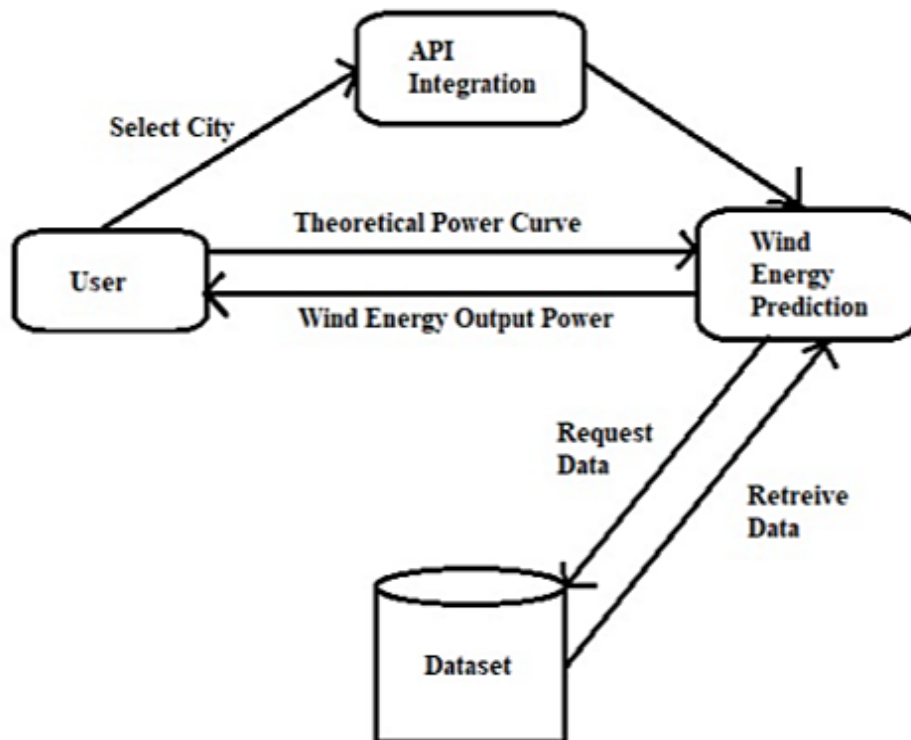 API
Integration
Select City
Theoretical Power Curve
User
Wind
Energy
Prediction
Wind Energy Output Power
Request
Data
Retreive
Data
Dataset